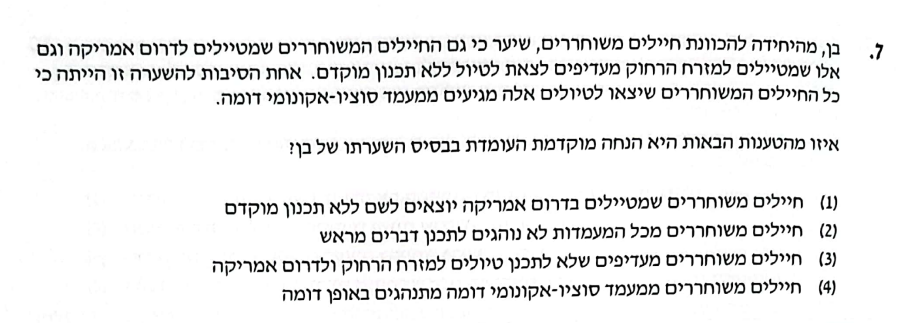 7. בן, מהיחידה להכוונת חיילים משוחררים, שיער כי גם החיילים המשוחררים שמטיילים לדרום אמריקה וגם
אלו שמטיילים למזרח הרחוק מעדיפים לצאת לטיול ללא תכנון מוקדם. אחת הסיבות להשערה זו הייתה כי
כל החיילים המשוחררים שיצאו לטיולים אלה מגיעים ממעמד סוציו-אקונומי דומה.
איזו מהטענות הבאות היא הנחה מוקדמת העומדת בבסיס השערתו של בן?
(1) חיילים משוחררים שמטיילים בדרום אמריקה יוצאים לשם ללא תכנון מוקדם
(2) חיילים משוחררים מכל המעמדות לא נוהגים לתכנן דברים מראש
(3) חיילים משוחררים מעדיפים שלא לתכנן טיולים למזרח הרחוק ולדרום אמריקה
(4) חיילים משוחררים ממעמד סוציו-אקונומי דומה מתנהגים באופן דומה